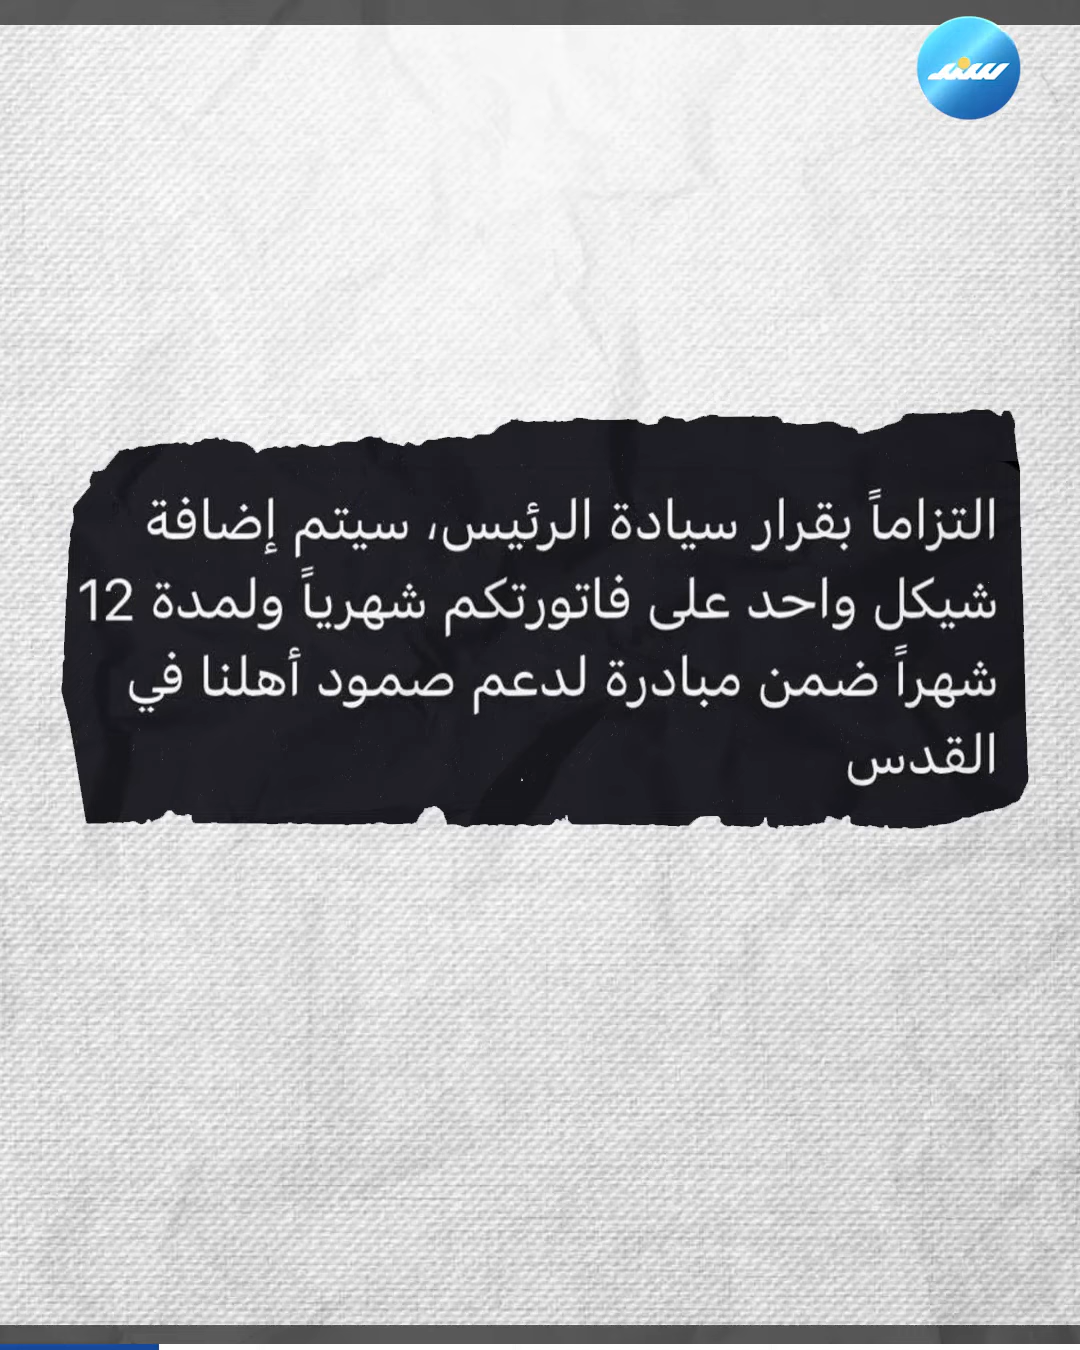 سند
التزاماً بقرار سيادة الرئيس، سيتم إضافة
شيكل واحد على فاتورتكم شهرياً ولمدة 12
شهراً ضمن مبادرة لدعم صمود أهلنا في
القدس